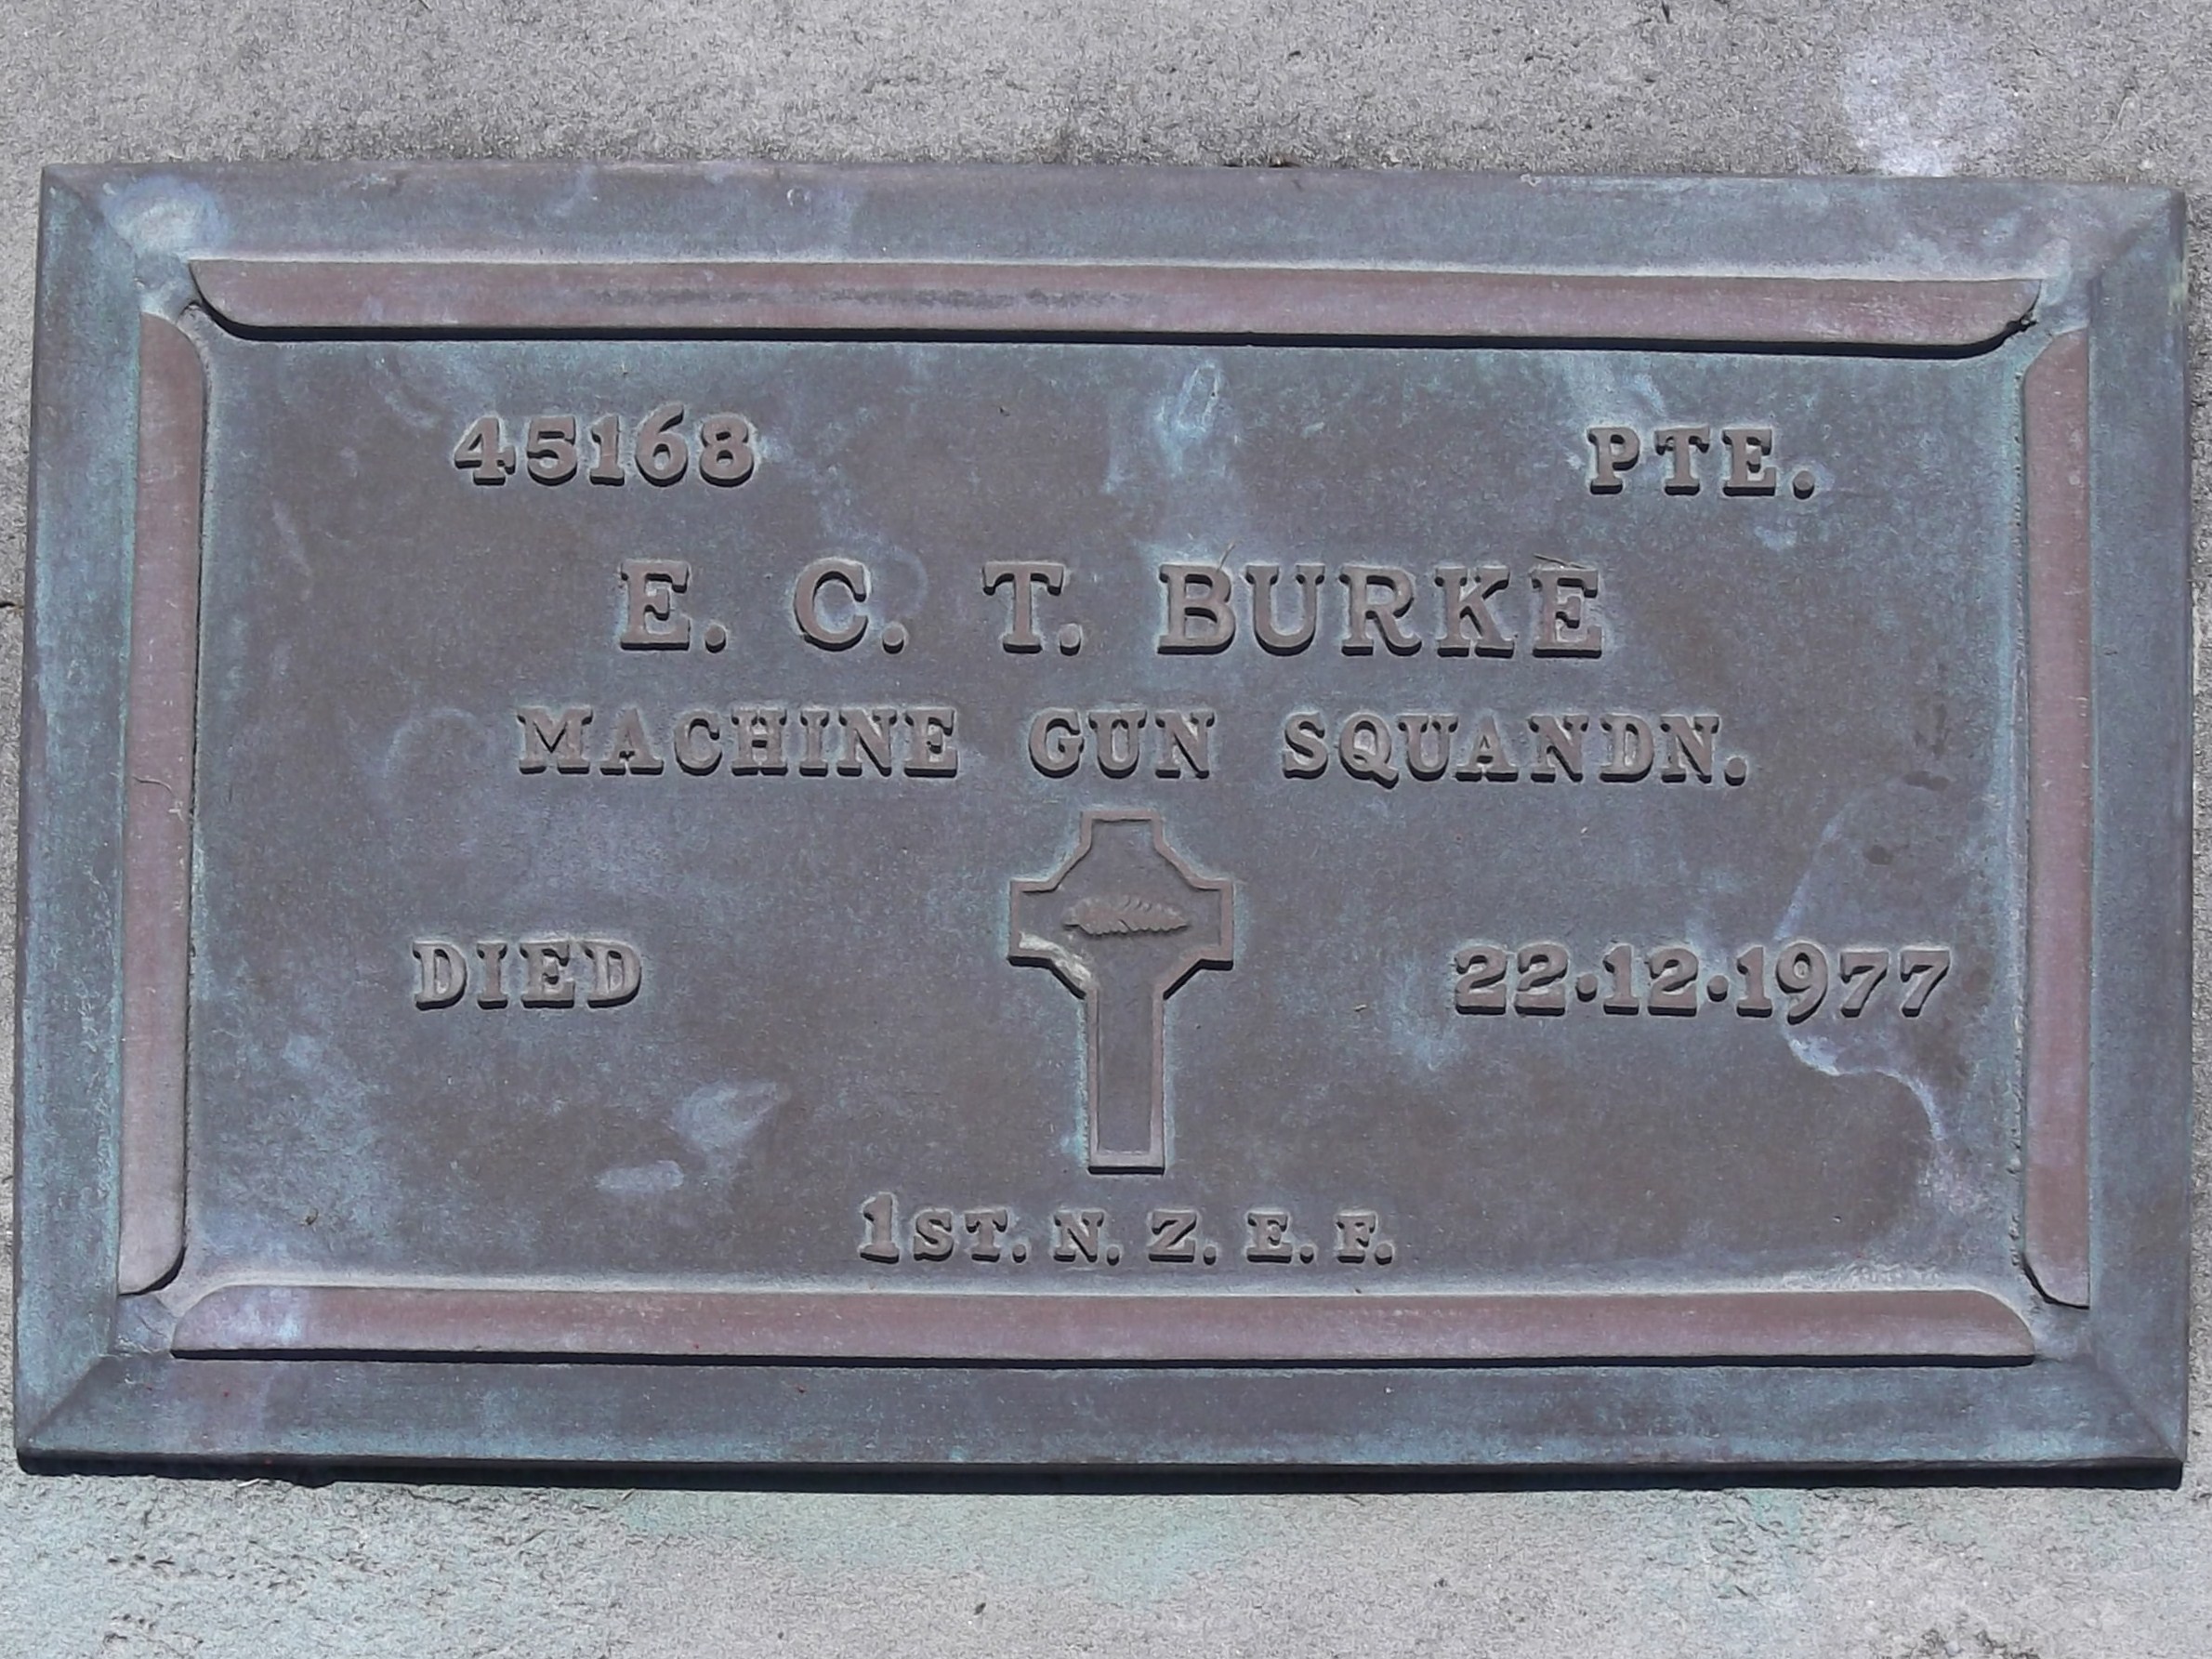 45168 PTE.
E. C. T. BURKE
MACHINE GUN SQUANDN.
DIED 22·12·1977
1ST. N. Z. E. F.